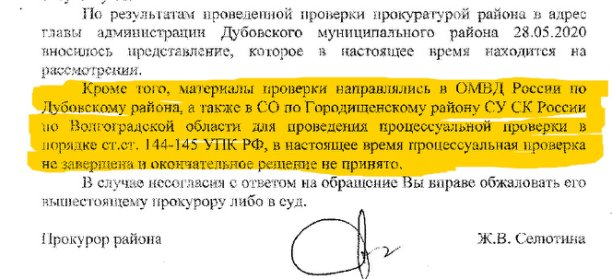 По результатам проведенной проверки прокуратурой района в адрес
главы администрации Дубовского муниципального района 28.05.2020
вносилось представление, которое в настоящее время находится на
рассмотрении.
Кроме того, материалы проверки направлялись в ОМВД России по
Дубовскому района, а также в СО по Городищенскому району СУ СК России
по Волгоградской области для проведения процессуальной проверки в
порядке ст.ст. 144-145 УПК РФ, в настоящее время процессуальная проверка
не завершена и окончательное решение не принято.
В случае несогласия с ответом на обращение Вы вправе обжаловать его
вышестоящему прокурору либо в суд.
Прокурор района Ж.В. Селютина